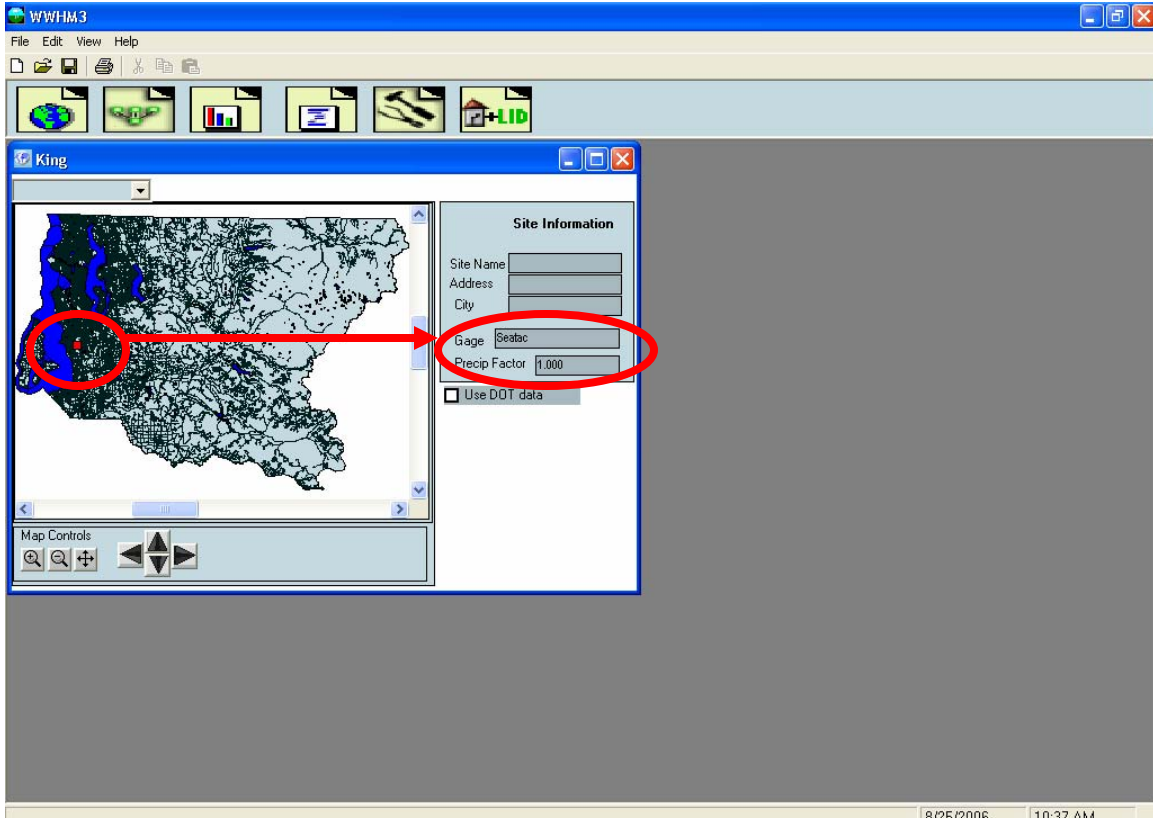 WWHM3
File Edit View Help
+LID
King
Site Information
Site Name
Address
City
Gage Seatac
Precip Factor 1.000
Use DOT data
Map Controls
8/25/2006 10:37 AM